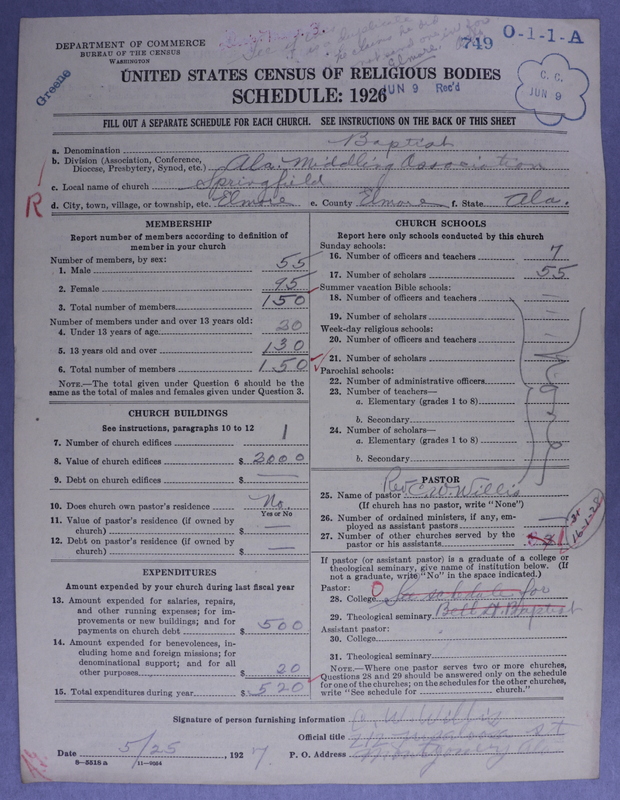 DEPARTMENT OF COMMERCE
BUREAU OF THE CENSUS
WASHINGTON
Greene
749
O-1-1-A
C. C.
JUN 9
UNITED STATES CENSUS OF RELIGIOUS BODIES
SCHEDULE: 1926
JUN 9 Rec'd
FILL OUT A SEPARATE SCHEDULE FOR EACH CHURCH. SEE INSTRUCTIONS ON THE BACK OF THIS SHEET
a. Denomination Baptist
b. Division (Association, Conference, Diocese, Presbytery, Synod, etc.) Ala. Middling Association
c. Local name of church Springfield
R
d. City, town, village, or township, etc. Elmore e. County Elmore f. State Ala.
MEMBERSHIP
Report number of members according to definition of
member in your church
Number of members, by sex:
1. Male 55
2. Female 95
3. Total number of members 150
Number of members under and over 13 years old:
4. Under 13 years of age 20
5. 13 years old and over 130
6. Total number of members 150
NOTE.—The total given under Question 6 should be the
same as the total of males and females given under Question 3.
CHURCH BUILDINGS
See instructions, paragraphs 10 to 12
7. Number of church edifices 1
8. Value of church edifices $ 3000
9. Debt on church edifices $ —
10. Does church own pastor's residence? No
Yes or No
11. Value of pastor's residence (if owned by
church) $
12. Debt on pastor's residence (if owned by
church) $ —
EXPENDITURES
Amount expended by your church during last fiscal year
13. Amount expended for salaries, repairs,
and other running expenses; for im-
provements or new buildings; and for
payments on church debt $ 500
14. Amount expended for benevolences, in-
cluding home and foreign missions; for
denominational support; and for all
other purposes $ 20
15. Total expenditures during year $ 520
CHURCH SCHOOLS
Report here only schools conducted by this church
Sunday schools:
16. Number of officers and teachers 7
17. Number of scholars 55
Summer vacation Bible schools:
18. Number of officers and teachers —
19. Number of scholars —
Week-day religious schools:
20. Number of officers and teachers
21. Number of scholars
Parochial schools:
22. Number of administrative officers
23. Number of teachers—
a. Elementary (grades 1 to 8)
b. Secondary
24. Number of scholars—
a. Elementary (grades 1 to 8)
b. Secondary
PASTOR
25. Name of pastor Rev C. W. Willis
(If church has no pastor, write "None")
26. Number of ordained ministers, if any, em-
ployed as assistant pastors —
27. Number of other churches served by the
pastor or his assistants
If pastor (or assistant pastor) is a graduate of a college or
theological seminary, give name of institution below. (If
not a graduate, write "No" in the space indicated.)
Pastor:
28. College See schedule for
29. Theological seminary Bell St Baptist
Assistant pastor:
30. College
31. Theological seminary
NOTE.—Where one pastor serves two or more churches,
Questions 28 and 29 should be answered only on the schedule
for one of the churches; on the schedules for the other churches,
write "See schedule for church."
Signature of person furnishing information C. W. Willis
Official title
Date 5/25, 1927 P. O. Address Montgomery Ala
8—5518 a 11—9064